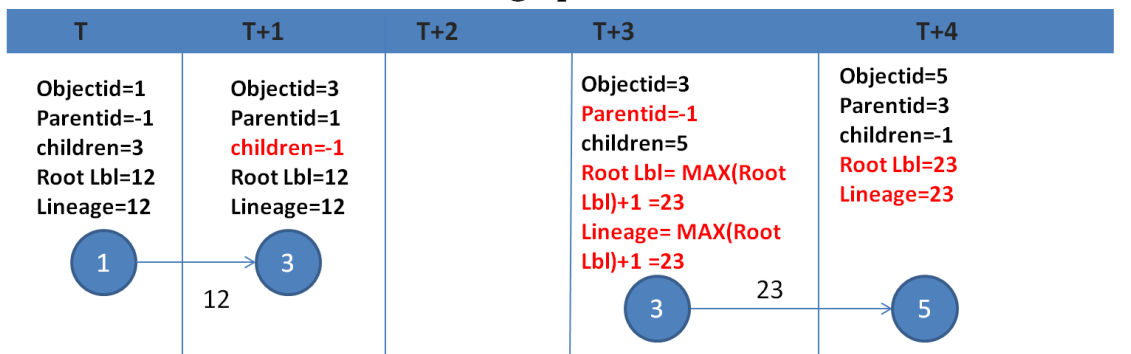 T T+1 T+2 T+3 T+4
Objectid=1
Parentid=-1
children=3
Root Lbl=12
Lineage=12
Objectid=3
Parentid=1
children=-1
Root Lbl=12
Lineage=12
Objectid=3
Parentid=-1
children=5
Root Lbl= MAX(Root
Lbl)+1 =23
Lineage= MAX(Root
Lbl)+1 =23
Objectid=5
Parentid=3
children=-1
Root Lbl=23
Lineage=23
1
12
3
3
23
5